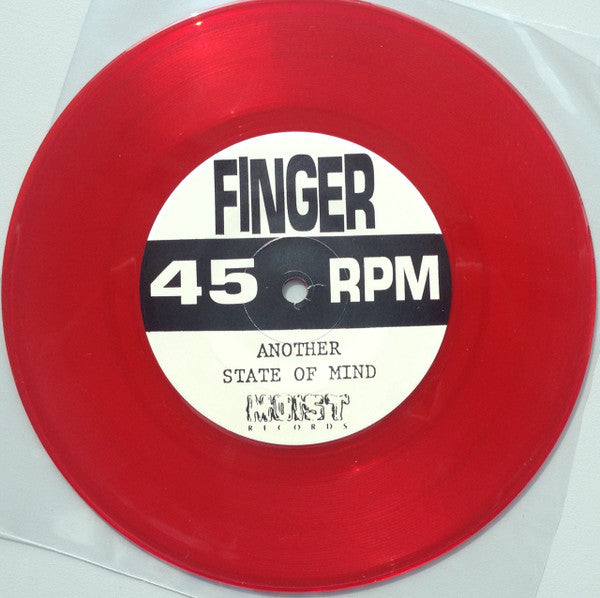 FINGER
45 RPM
ANOTHER
STATE OF MIND
MOIST
RECORDS